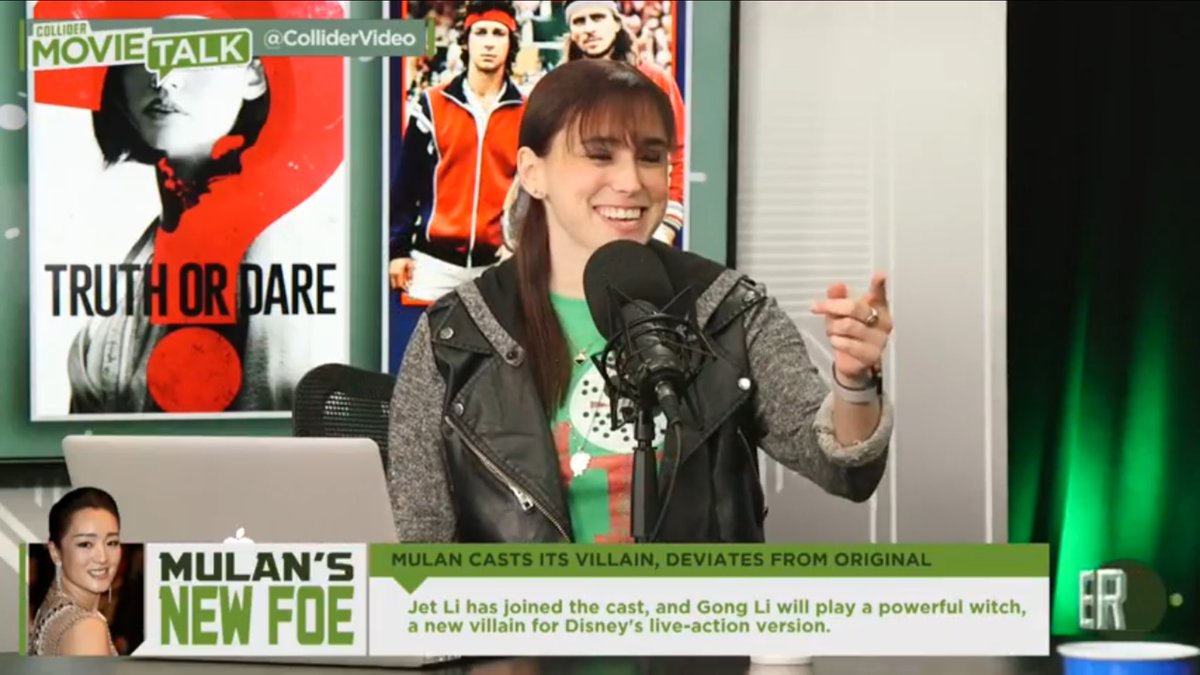 COLLIDER
MOVIE TALK
@ColliderVideo
TRUTH OR DARE
MULAN'S
NEW FOE
MULAN CASTS ITS VILLAIN, DEVIATES FROM ORIGINAL
Jet Li has joined the cast, and Gong Li will play a powerful witch,
a new villain for Disney's live-action version.